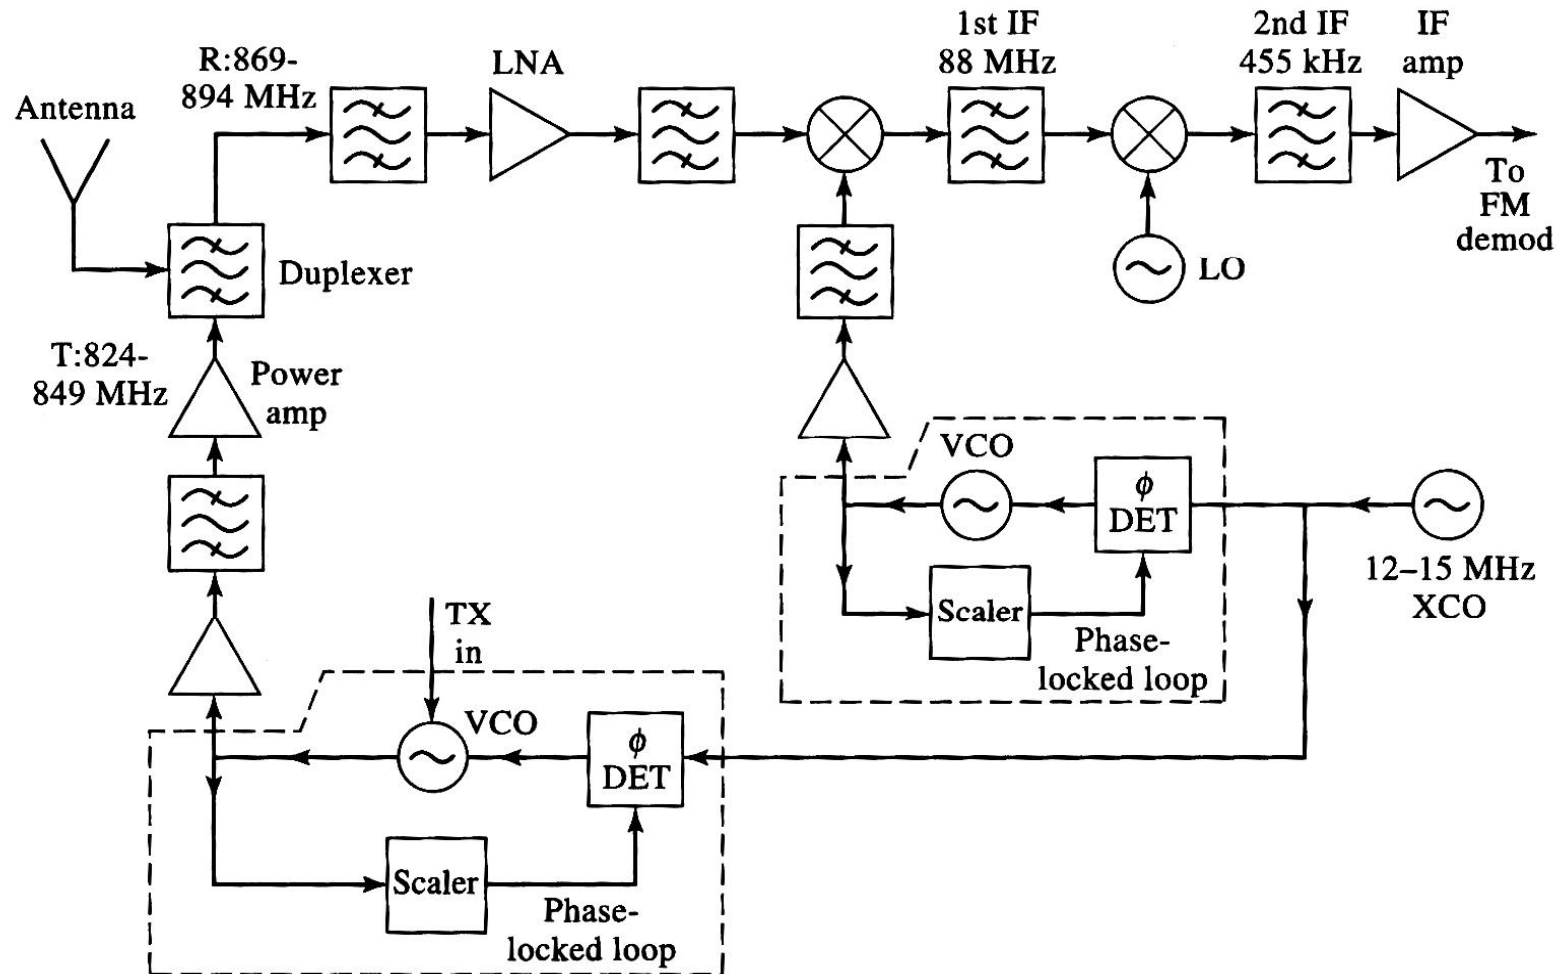 1st IF
88 MHz
2nd IF
455 kHz
IF
amp
R:869-
894 MHz
LNA
Antenna
To
FM
demod
Duplexer
LO
T:824-
849 MHz
Power
amp
VCO
ϕ
DET
12–15 MHz
XCO
Scaler
Phase-
locked loop
TX
in
VCO
ϕ
DET
Scaler
Phase-
locked loop